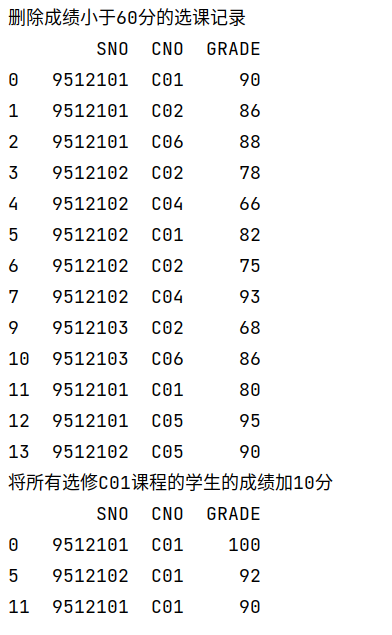 删除成绩小于60分的选课记录
SNO CNO GRADE
0 9512101 C01 90
1 9512101 C02 86
2 9512101 C06 88
3 9512102 C02 78
4 9512102 C04 66
5 9512102 C01 82
6 9512102 C02 75
7 9512102 C04 93
9 9512103 C02 68
10 9512103 C06 86
11 9512101 C01 80
12 9512101 C05 95
13 9512102 C05 90
将所有选修C01课程的学生的成绩加10分
SNO CNO GRADE
0 9512101 C01 100
5 9512102 C01 92
11 9512101 C01 90